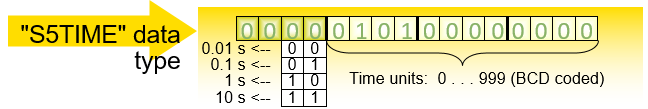 "S5TIME" data type
0 0 0 0 0 1 0 1 0 0 0 0 0 0 0 0
0.01 s <-- 0 0
0.1 s <-- 0 1
1 s <-- 1 0
10 s <-- 1 1
Time units: 0 . . . 999 (BCD coded)